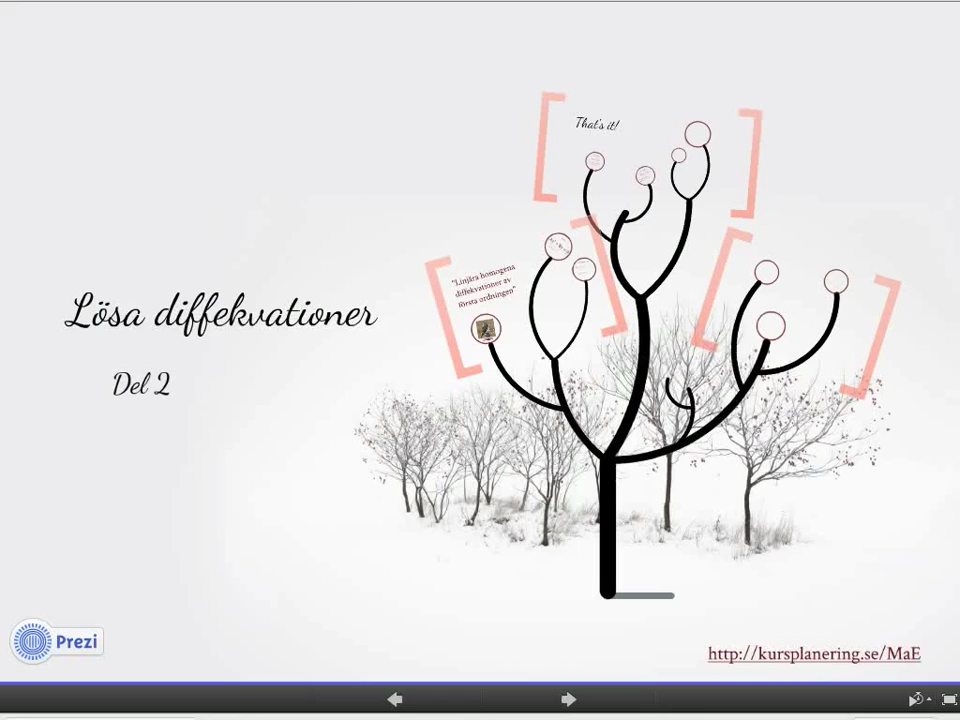 That's it!
"Linjära homogena
diffekvationer av
första ordningen"
Lösa diffekvationer
Del 2
Prezi
http://kursplanering.se/MaE